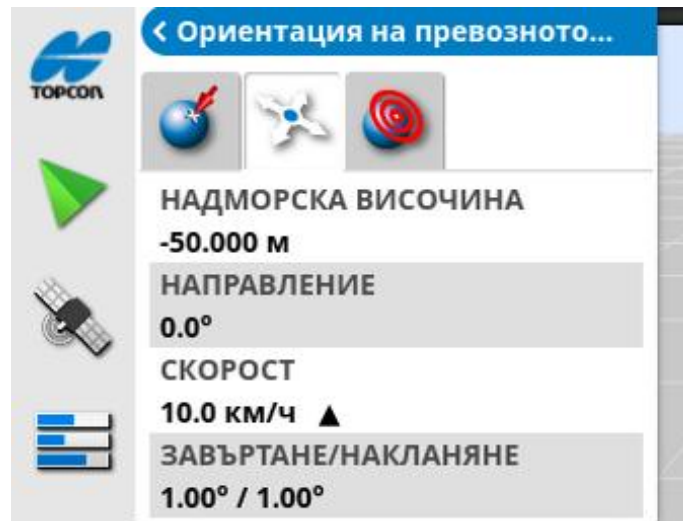 TOPCON
Ориентация на превозното...
НАДМОРСКА ВИСОЧИНА
-50.000 м
НАПРАВЛЕНИЕ
0.0°
СКОРОСТ
10.0 км/ч ▲
ЗАВЪРТАНЕ/НАКЛАНЯНЕ
1.00° / 1.00°